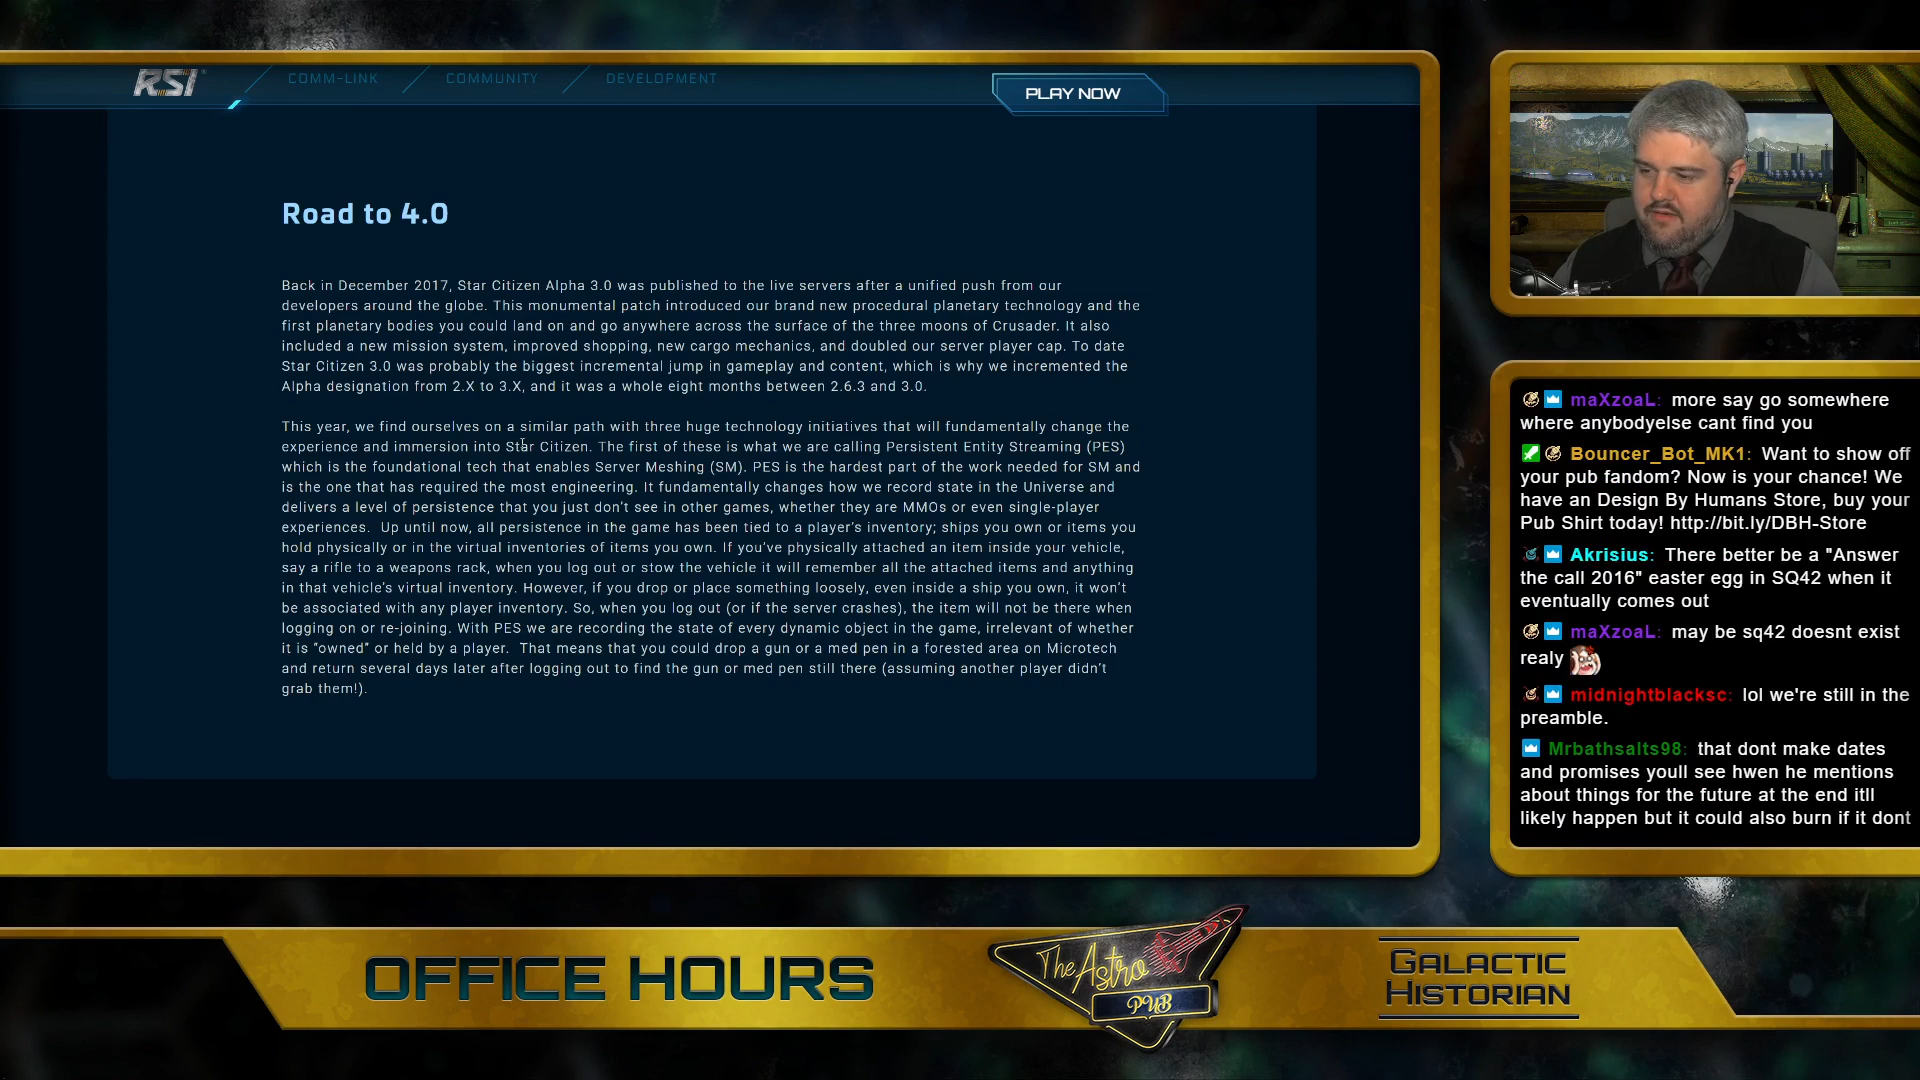 RSI
COMM-LINK
COMMUNITY
DEVELOPMENT
PLAY NOW
Road to 4.0
Back in December 2017, Star Citizen Alpha 3.0 was published to the live servers after a unified push from our
developers around the globe. This monumental patch introduced our brand new procedural planetary technology and the
first planetary bodies you could land on and go anywhere across the surface of the three moons of Crusader. It also
included a new mission system, improved shopping, new cargo mechanics, and doubled our server player cap. To date
Star Citizen 3.0 was probably the biggest incremental jump in gameplay and content, which is why we incremented the
Alpha designation from 2.X to 3.X, and it was a whole eight months between 2.6.3 and 3.0.
This year, we find ourselves on a similar path with three huge technology initiatives that will fundamentally change the
experience and immersion into Star Citizen. The first of these is what we are calling Persistent Entity Streaming (PES)
which is the foundational tech that enables Server Meshing (SM). PES is the hardest part of the work needed for SM and
is the one that has required the most engineering. It fundamentally changes how we record state in the Universe and
delivers a level of persistence that you just don't see in other games, whether they are MMOs or even single-player
experiences.  Up until now, all persistence in the game has been tied to a player's inventory; ships you own or items you
hold physically or in the virtual inventories of items you own. If you've physically attached an item inside your vehicle,
say a rifle to a weapons rack, when you log out or stow the vehicle it will remember all the attached items and anything
in that vehicle's virtual inventory. However, if you drop or place something loosely, even inside a ship you own, it won't
be associated with any player inventory. So, when you log out (or if the server crashes), the item will not be there when
logging on or re-joining. With PES we are recording the state of every dynamic object in the game, irrelevant of whether
it is “owned” or held by a player.  That means that you could drop a gun or a med pen in a forested area on Microtech
and return several days later after logging out to find the gun or med pen still there (assuming another player didn't
grab them!).
maXzoaL: more say go somewhere
where anybodyelse cant find you
Bouncer_Bot_MK1: Want to show off
your pub fandom? Now is your chance! We
have an Design By Humans Store, buy your
Pub Shirt today! http://bit.ly/DBH-Store
Akrisius: There better be a "Answer
the call 2016" easter egg in SQ42 when it
eventually comes out
maXzoaL: may be sq42 doesnt exist
realy
midnightblacksc: lol we're still in the
preamble.
Mrbathsalts98: that dont make dates
and promises youll see hwen he mentions
about things for the future at the end itll
likely happen but it could also burn if it dont
OFFICE HOURS
The Astro
PUB
GALACTIC
HISTORIAN